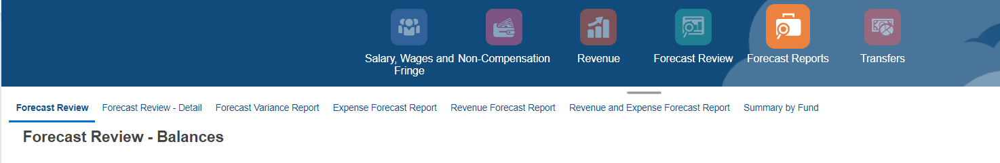 Salary, Wages and Fringe
Non-Compensation
Revenue
Forecast Review
Forecast Reports
Transfers
Forecast Review
Forecast Review - Detail
Forecast Variance Report
Expense Forecast Report
Revenue Forecast Report
Revenue and Expense Forecast Report
Summary by Fund
Forecast Review - Balances